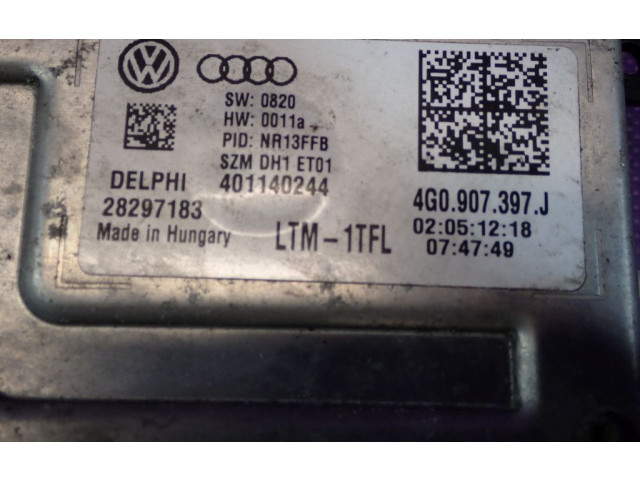 SW: 0820
HW: 0011a
PID: NR13FFB
SZM DH1 ET01
DELPHI 401140244
28297183
Made in Hungary
LTM-1TFL
4G0.907.397.J
02:05:12:18
07:47:49